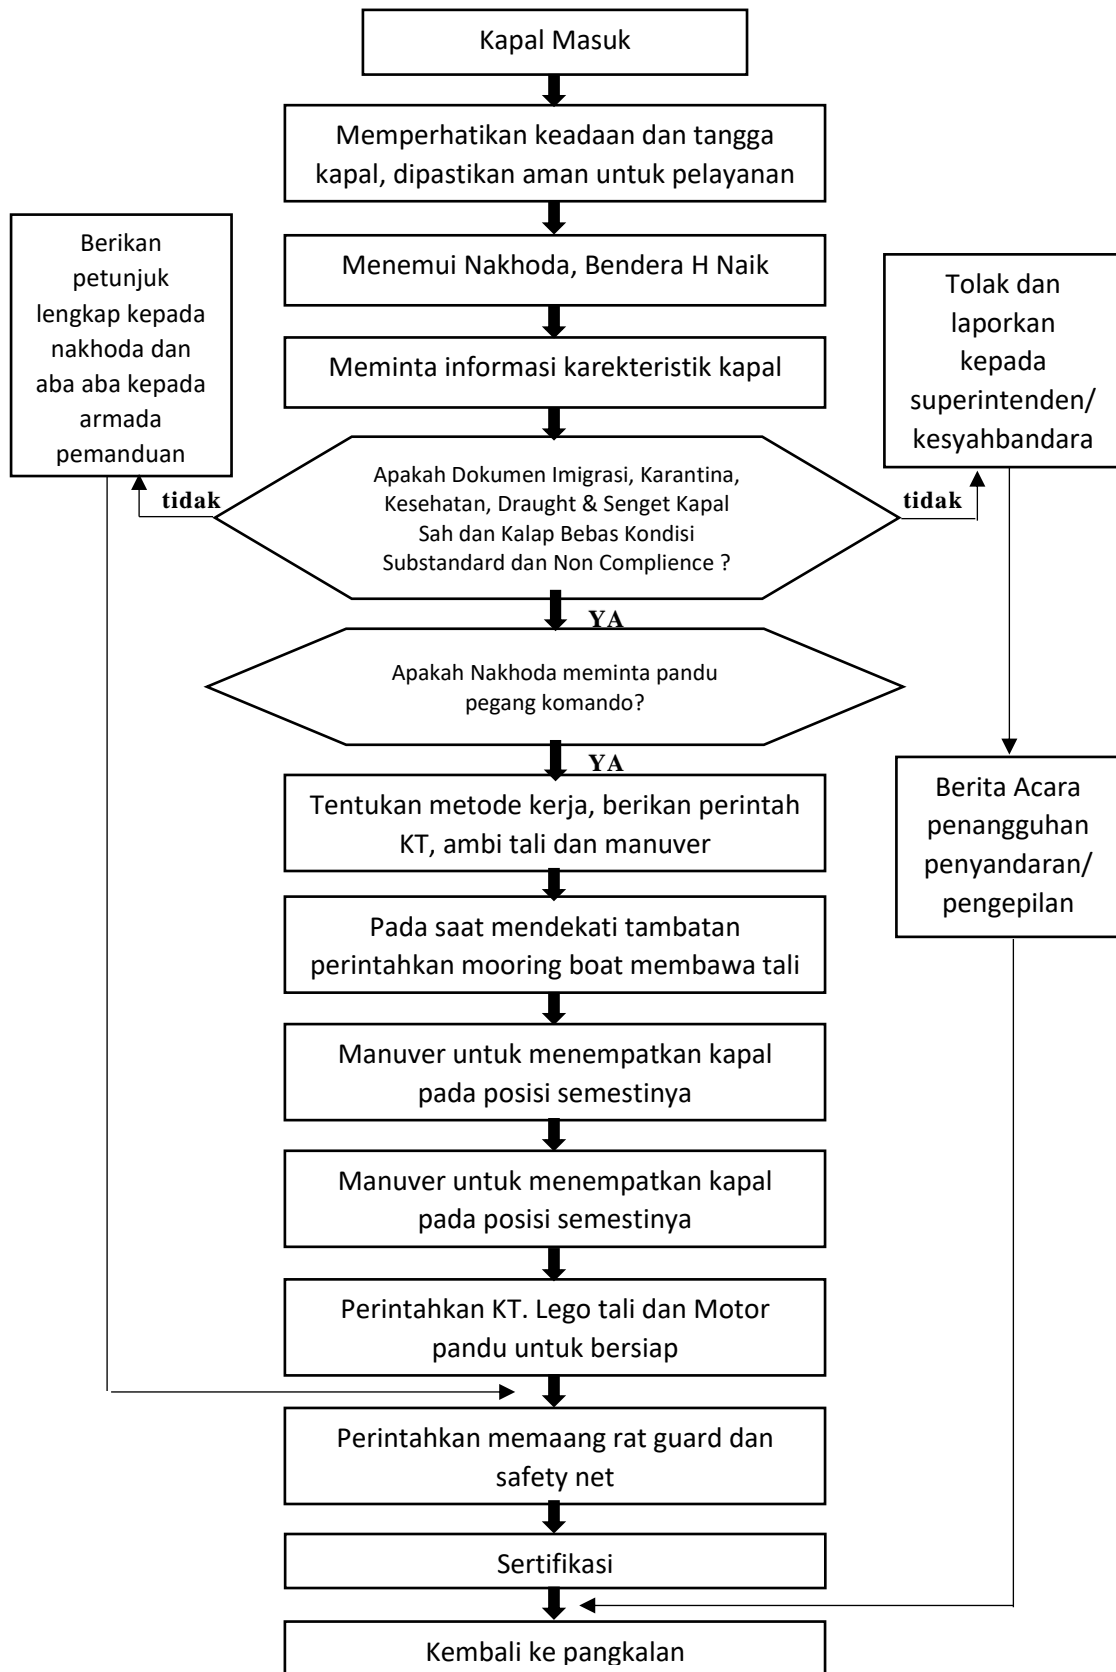 Kapal Masuk
Memperhatikan keadaan dan tangga
kapal, dipastikan aman untuk pelayanan
Menemui Nakhoda, Bendera H Naik
Meminta informasi karekteristik kapal
Berikan
petunjuk
lengkap kepada
nakhoda dan
aba aba kepada
armada
pemanduan
Tolak dan
laporkan
kepada
superintenden/
kesyahbandara
tidak
Apakah Dokumen Imigrasi, Karantina,
Kesehatan, Draught & Senget Kapal
Sah dan Kalap Bebas Kondisi
Substandard dan Non Complience ?
tidak
YA
Apakah Nakhoda meminta pandu
pegang komando?
YA
Tentukan metode kerja, berikan perintah
KT, ambi tali dan manuver
Berita Acara
penangguhan
penyandaran/
pengepilan
Pada saat mendekati tambatan
perintahkan mooring boat membawa tali
Manuver untuk menempatkan kapal
pada posisi semestinya
Manuver untuk menempatkan kapal
pada posisi semestinya
Perintahkan KT. Lego tali dan Motor
pandu untuk bersiap
Perintahkan memaang rat guard dan
safety net
Sertifikasi
Kembali ke pangkalan